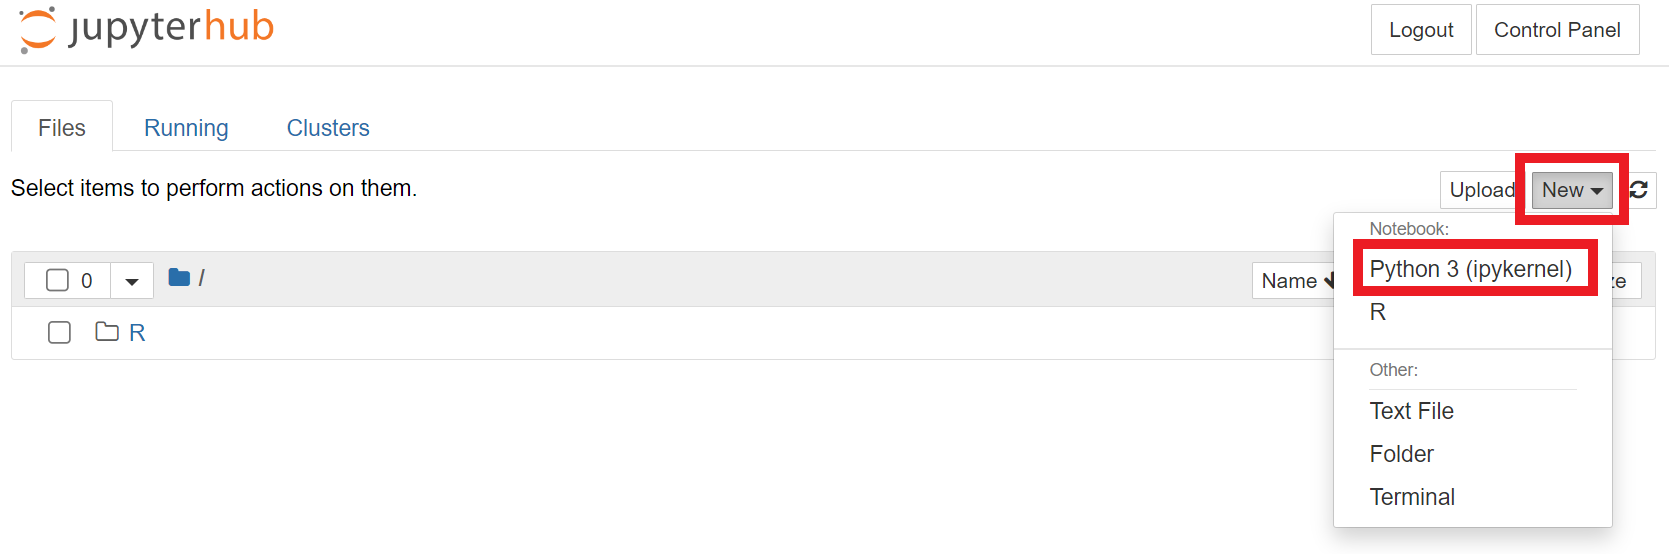 jupyterhub
Logout Control Panel
Files Running Clusters
Select items to perform actions on them.
Upload New
Notebook:
0 / Name
Python 3 (ipykernel)
R
R
Other:
Text File
Folder
Terminal